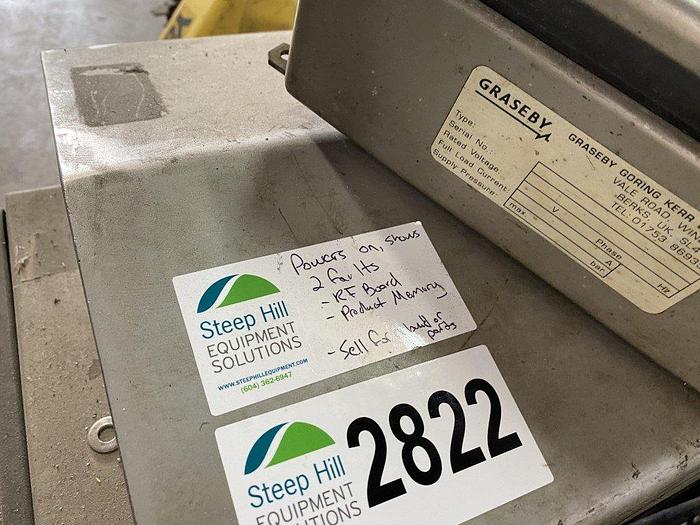 GRASEBY
GRASEBY GORING KERR
VALE ROAD, WIN
BERKS, UK S
TEL: 01753 8693
Type:
Serial No.:
Rated Voltage:
Full Load Current:
Supply Pressure:
max.
V
Phase
A
bar
Hz
Powers on, shows
2 faults
- RF Board
- Product Memory
- Sell for
parts
Steep Hill
EQUIPMENT
SOLUTIONS
WWW.STEEPHILLEQUIPMENT.COM
(604) 362-6947
2822
Steep Hill
EQUIPMENT